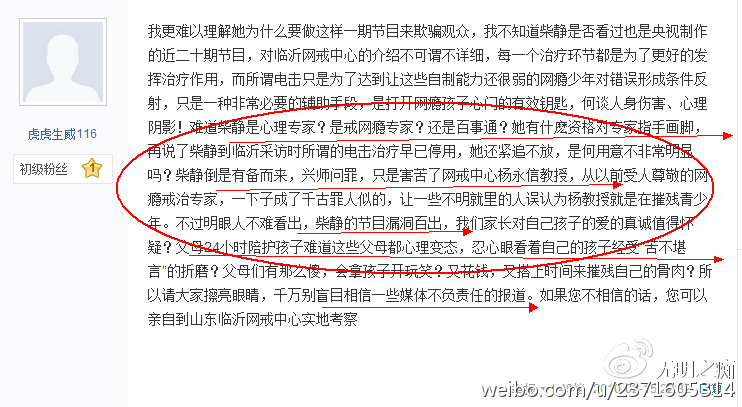 我更难以理解她为什么要做这样一期节目来欺骗观众，我不知道柴静是否看过也是央视制作
的近二十期节目，对临沂网戒中心的介绍不可谓不详细，每一个治疗环节都是为了更好的发
挥治疗作用，而所谓电击只是为了达到让这些自制能力还很弱的网瘾少年对错误形成条件反
射，只是一种非常必要的辅助手段，是打开网瘾孩子心门的有效钥匙，何谈人身伤害、心理
阴影！难道柴静是心理专家？是戒网瘾专家？还是百事通？她有什麽资格对专家指手画脚，
再说了柴静到临沂采访时所谓的电击治疗早已停用，她还紧追不放，是何用意不非常明显
吗？柴静倒是有备而来，兴师问罪，只是害苦了网戒中心杨永信教授，从以前受人尊敬的网
瘾戒治专家，一下子成了千古罪人似的，让一些不明就里的人误认为杨教授就是在摧残青少
年。不过明眼人不难看出，柴静的节目漏洞百出，我们家长对自己孩子的爱的真诚值得怀
疑？父母24小时陪护孩子难道这些父母都心理变态，忍心眼看着自己的孩子经受“苦不堪
言”的折磨？父母们有那么傻，会拿孩子开玩笑？又花钱，又搭上时间来摧残自己的骨肉？所
以请大家擦亮眼睛，千万别盲目相信一些媒体不负责任的报道。如果您不相信的话，您可以
亲自到山东临沂网戒中心实地考察
虎虎生威116
初级粉丝
1
光明之痴
weibo.com/u/2371605314